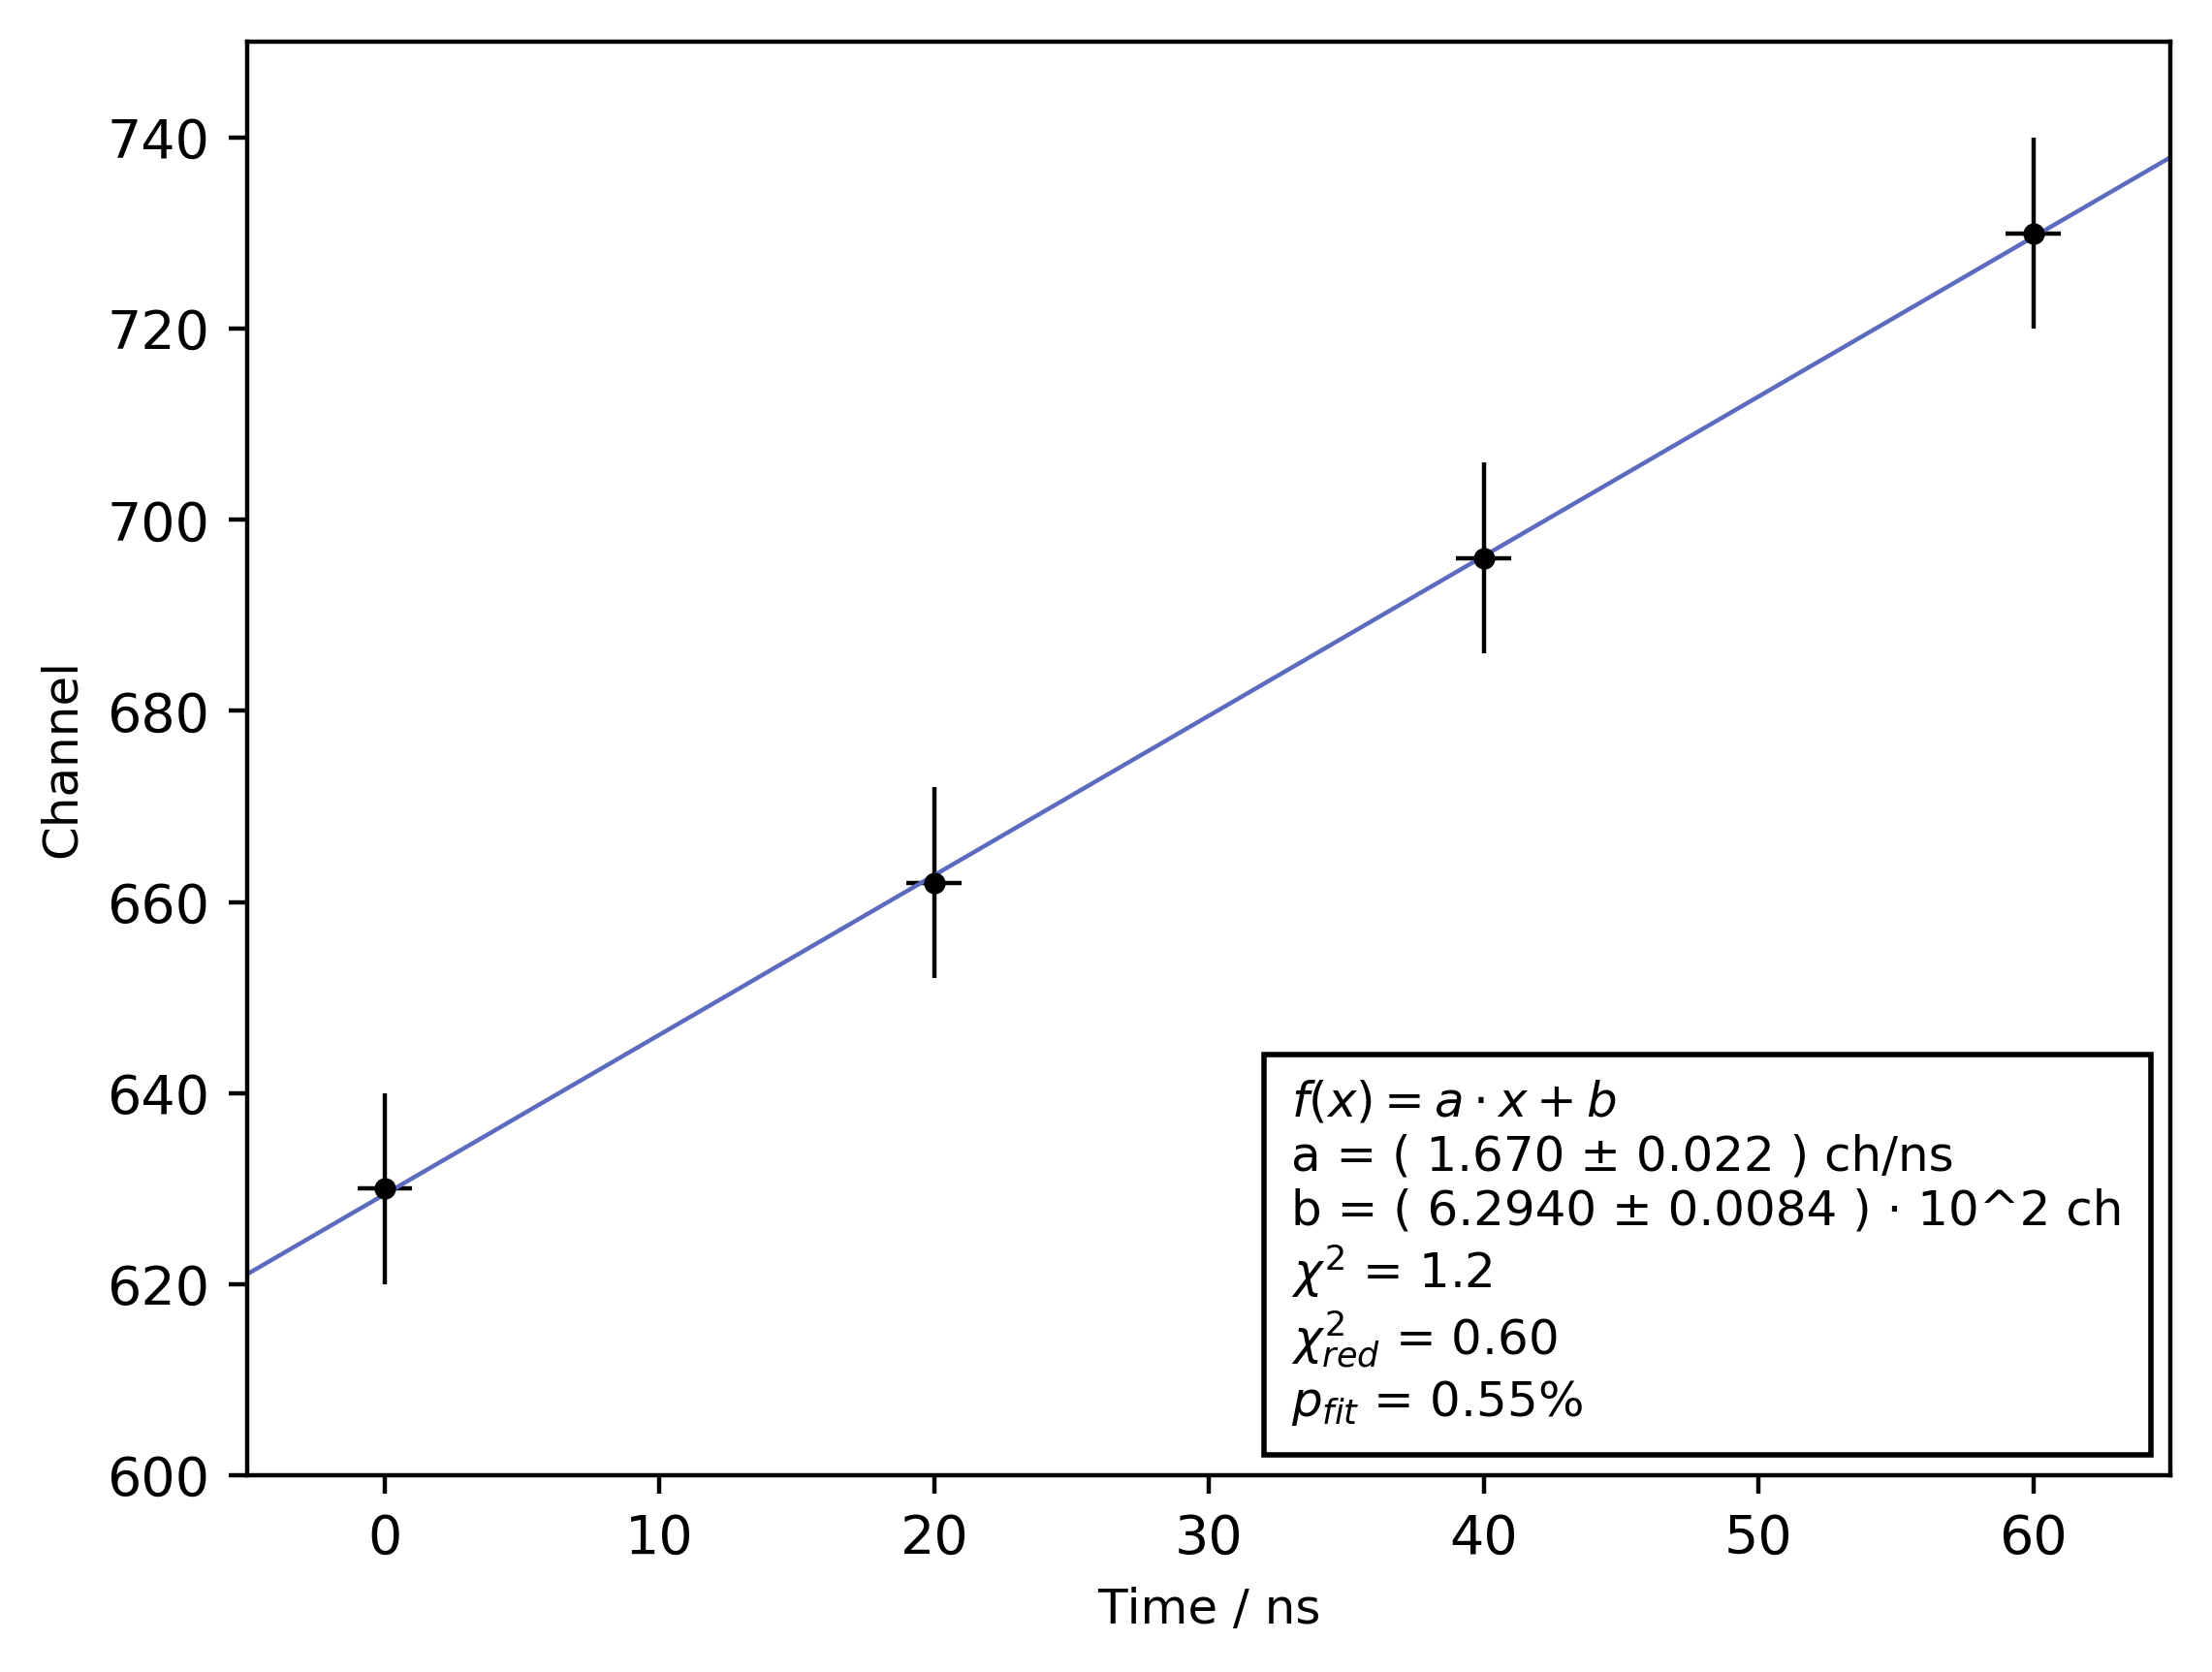 740
720
700
680
660
640
620
600
Channel
f(x) = a · x + b
a = ( 1.670 ± 0.022 ) ch/ns
b = ( 6.2940 ± 0.0084 ) · 10^2 ch
χ² = 1.2
χ²_red = 0.60
p_fit = 0.55%
0 10 20 30 40 50 60
Time / ns